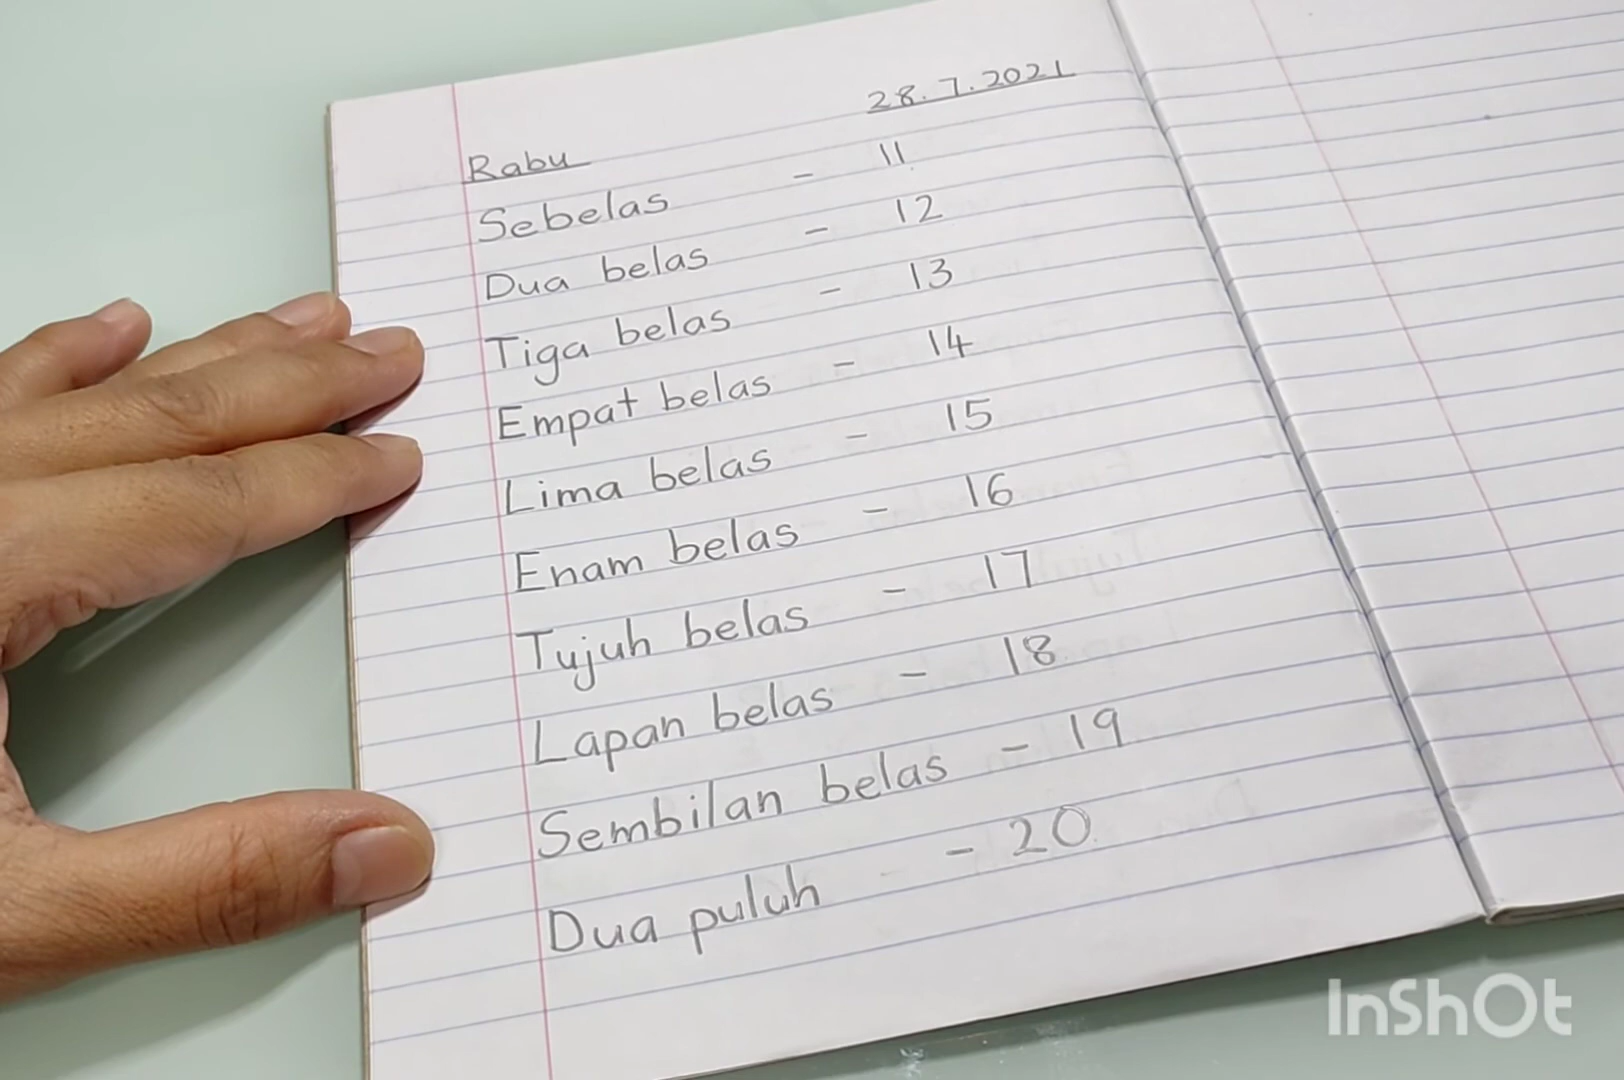 28.7.2021
Rabu
Sebelas - 11
Dua belas - 12
Tiga belas - 13
Empat belas - 14
Lima belas - 15
Enam belas - 16
Tujuh belas - 17
Lapan belas - 18
Sembilan belas - 19
Dua puluh - 20
InShOt